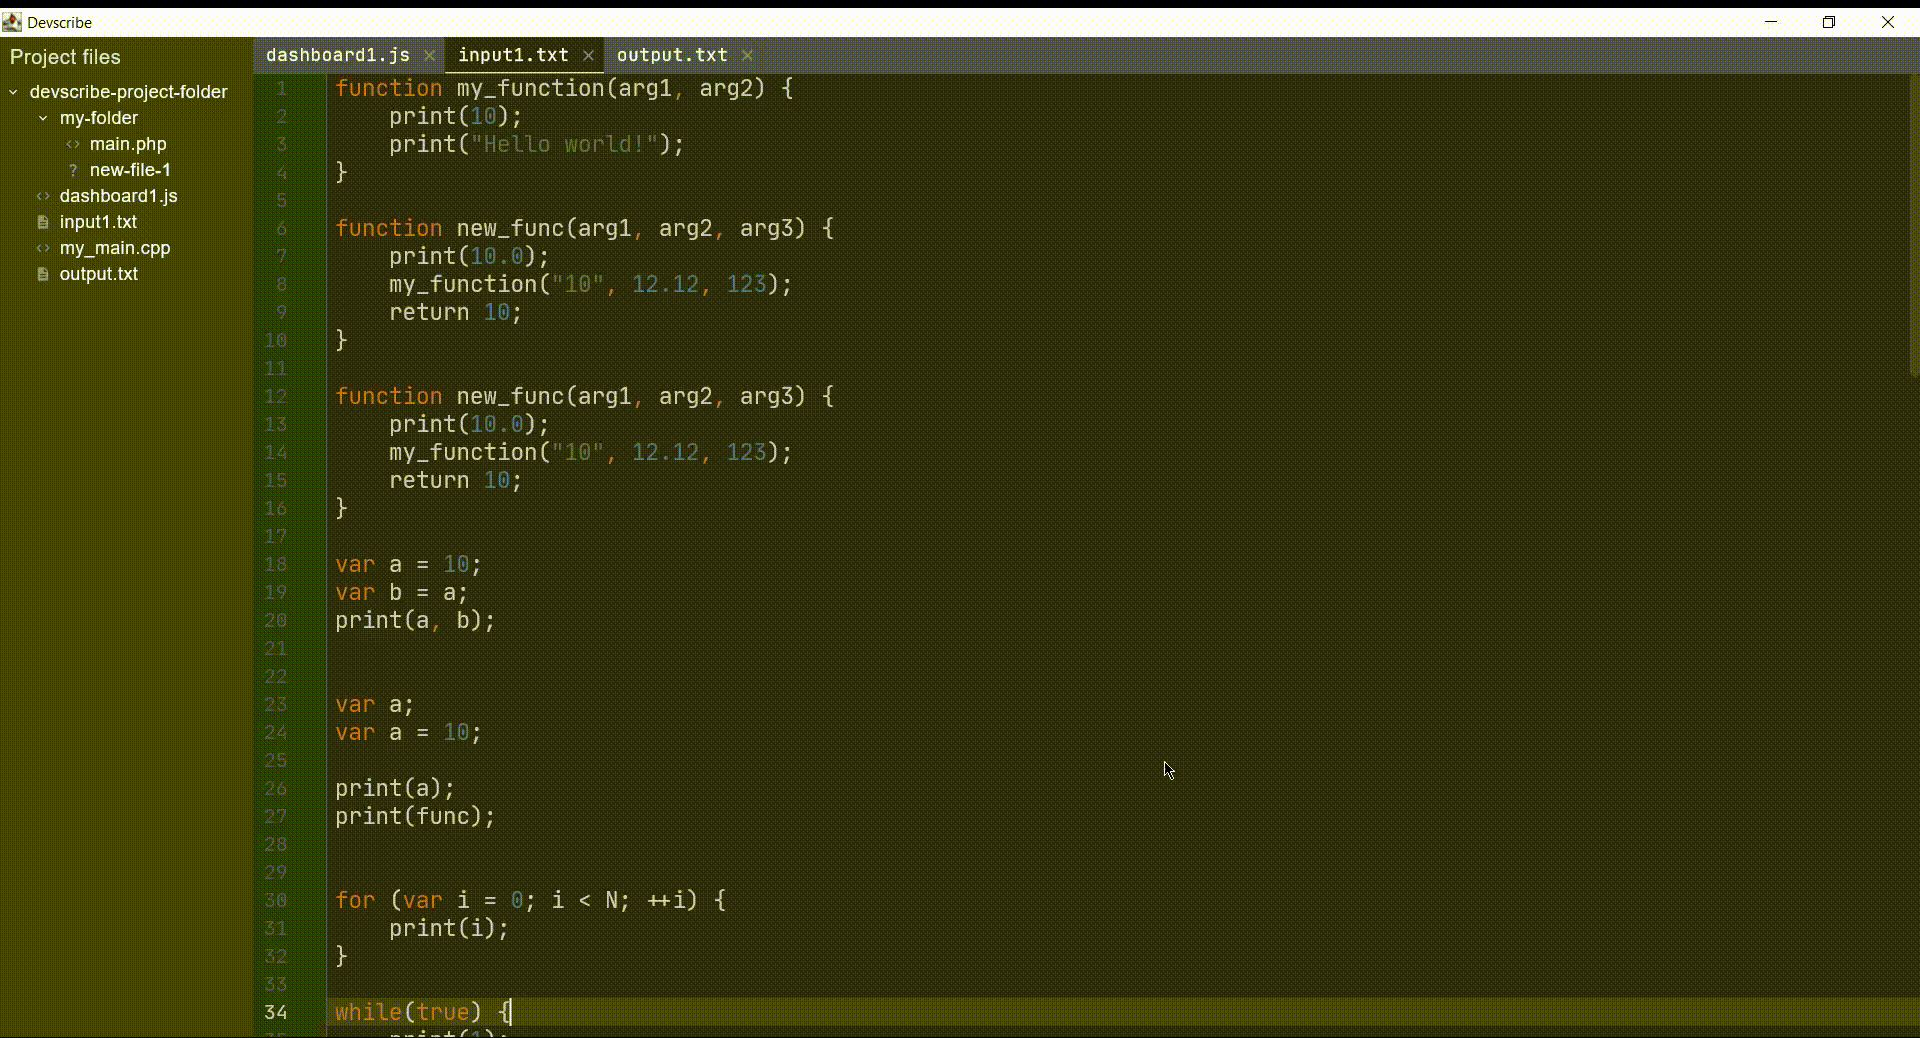 Devscribe
Project files
dashboard1.js
input1.txt
output.txt
devscribe-project-folder
my-folder
main.php
? new-file-1
dashboard1.js
input1.txt
my_main.cpp
output.txt
1 function my_function(arg1, arg2) {
2     print(10);
3     print("Hello world!");
4 }
5
6 function new_func(arg1, arg2, arg3) {
7     print(10.0);
8     my_function("10", 12.12, 123);
9     return 10;
10 }
11
12 function new_func(arg1, arg2, arg3) {
13     print(10.0);
14     my_function("10", 12.12, 123);
15     return 10;
16 }
17
18 var a = 10;
19 var b = a;
20 print(a, b);
21
22
23 var a;
24 var a = 10;
25
26 print(a);
27 print(func);
28
29
30 for (var i = 0; i < N; ++i) {
31     print(i);
32 }
33
34 while(true) {
35     print(1);